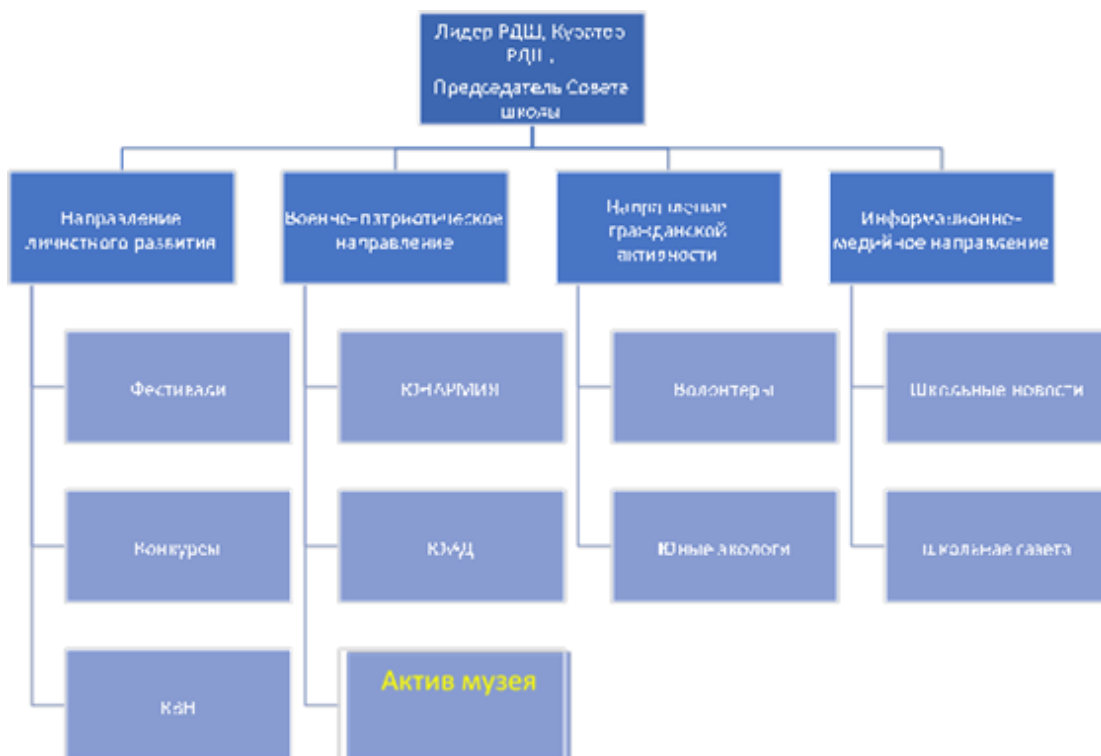 Лидер РДШ, Куратор
РДШ,
Председатель Совета
школы
Направление
личностного развития
Военно-патриотическое
направление
Направление
гражданской
активности
Информационно-
медийное направление
Фестивали
ЮНАРМИЯ
Волонтеры
Школьные новости
Конкурсы
Юные экологи
школьная газета
КВН
Актив музея